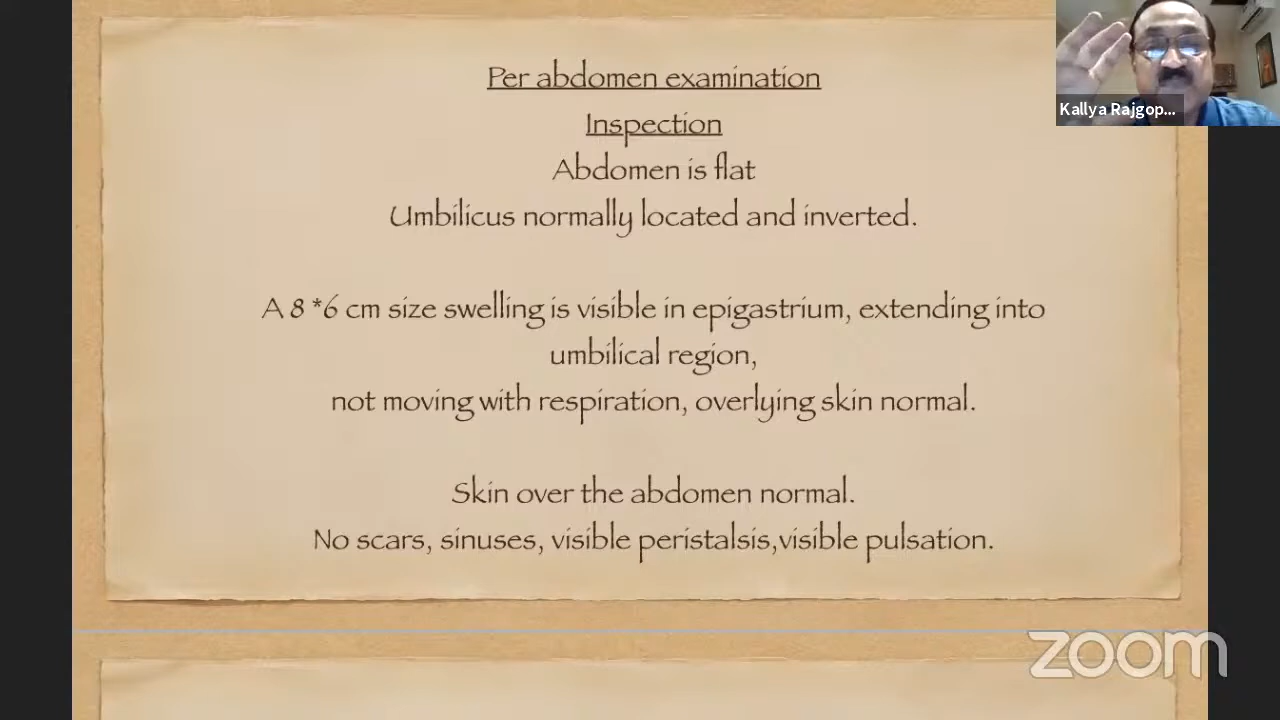 Per abdomen examination
Inspection
Abdomen is flat
Umbilicus normally located and inverted.
A 8 *6 cm size swelling is visible in epigastrium, extending into
umbilical region,
not moving with respiration, overlying skin normal.
Skin over the abdomen normal.
No scars, sinuses, visible peristalsis,visible pulsation.
Kallya Rajgop...
zoom